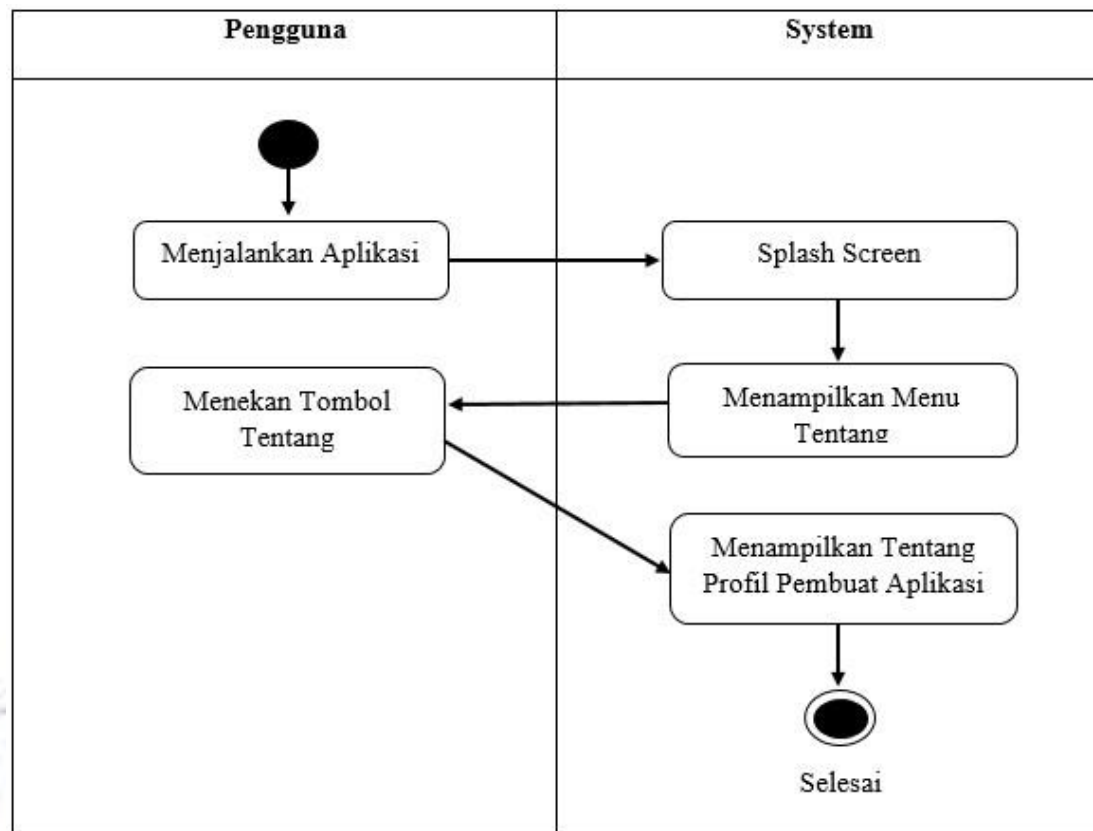 Pengguna
System
Menjalankan Aplikasi
Splash Screen
Menekan Tombol
Tentang
Menampilkan Menu
Tentang
Menampilkan Tentang
Profil Pembuat Aplikasi
Selesai